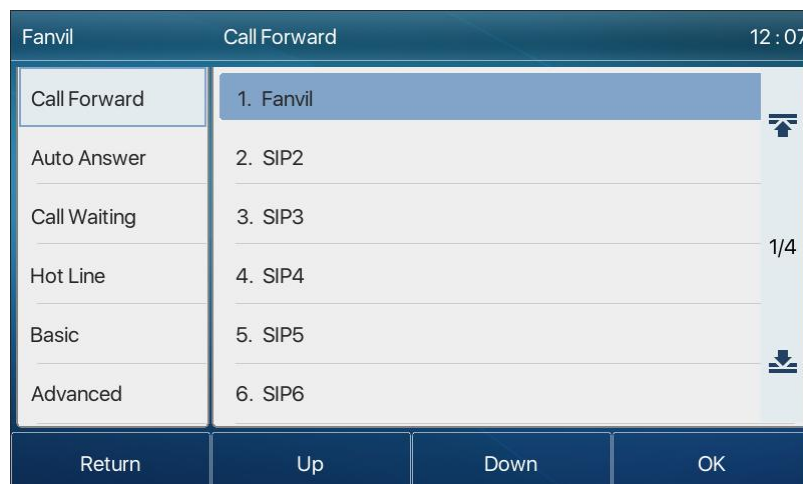 Fanvil Call Forward 12:07
Call Forward
Auto Answer
Call Waiting
Hot Line
Basic
Advanced
1. Fanvil
2. SIP2
3. SIP3
4. SIP4
5. SIP5
6. SIP6
1/4
Return Up Down OK